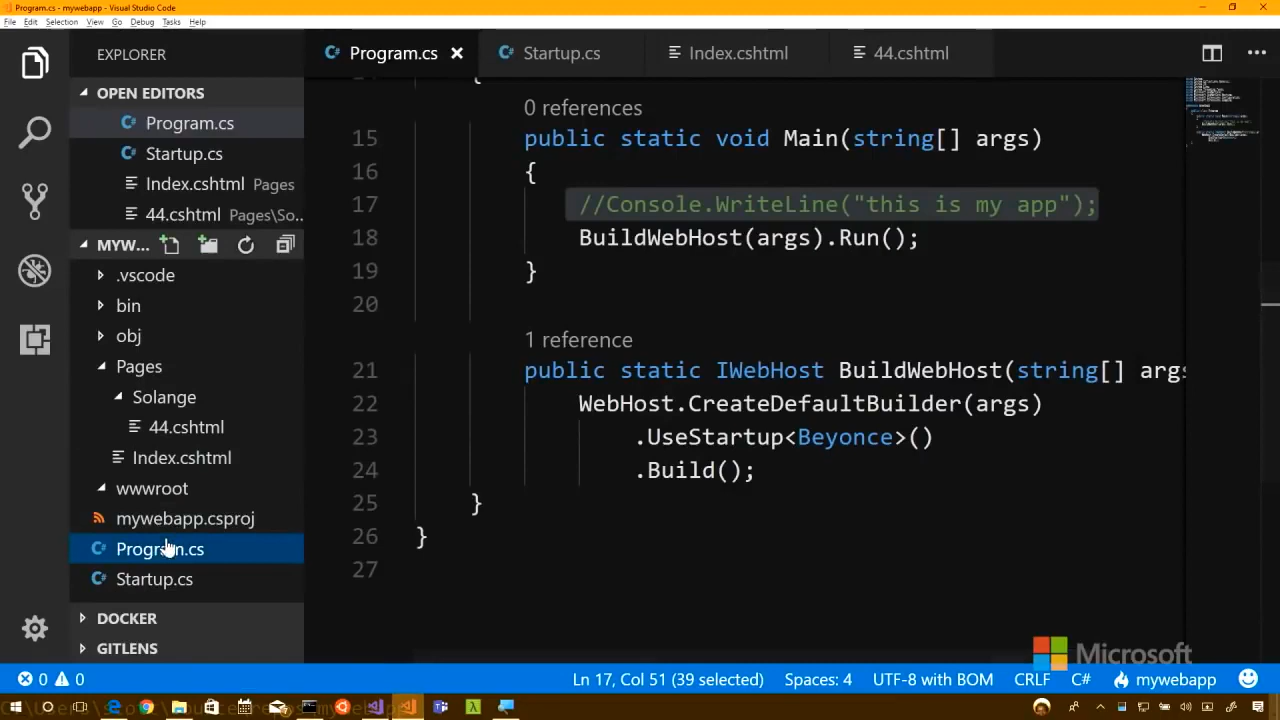 Program.cs - mywebapp - Visual Studio Code
File Edit Selection View Go Debug Tasks Help
EXPLORER
OPEN EDITORS
Program.cs
Startup.cs
Index.cshtml Pages
44.cshtml Pages\So...
MYW...
.vscode
bin
obj
Pages
Solange
44.cshtml
Index.cshtml
wwwroot
mywebapp.csproj
Program.cs
Startup.cs
DOCKER
GITLENS
Program.cs Startup.cs Index.cshtml 44.cshtml
{
0 references
15 public static void Main(string[] args)
16 {
17 //Console.WriteLine("this is my app");
18 BuildWebHost(args).Run();
19 }
20
1 reference
21 public static IWebHost BuildWebHost(string[] args
22 WebHost.CreateDefaultBuilder(args)
23 .UseStartup<Beyonce>()
24 .Build();
25 }
26 }
27
Microsoft
0 0 Ln 17, Col 51 (39 selected) Spaces: 4 UTF-8 with BOM CRLF C# mywebapp